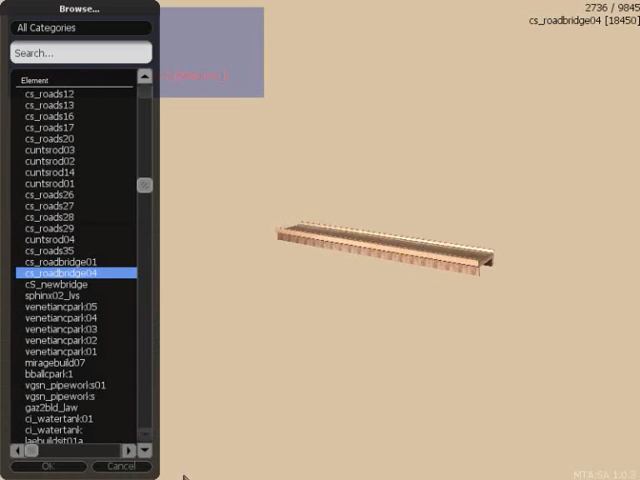 Browse...
All Categories
Search...
Element
cs_roads12
cs_roads13
cs_roads16
cs_roads17
cs_roads20
cuntsrod03
cuntsrod02
cuntsrod14
cuntsrod01
cs_roads26
cs_roads27
cs_roads28
cs_roads29
cuntsrod04
cs_roads35
cs_roadbridge01
cs_roadbridge04
cS_newbridge
sphinx02_lvs
venetiancpark05
venetiancpark04
venetiancpark03
venetiancpark02
venetiancpark01
miragebuild07
bballcpark1
vgsn_pipeworks01
vgsn_pipeworks
gaz2bld_law
ci_watertank01
ci_watertank
laebuildsit01a
OK
Cancel
2736 / 9845
cs_roadbridge04 [18450]
MTA:SA 1.0.3